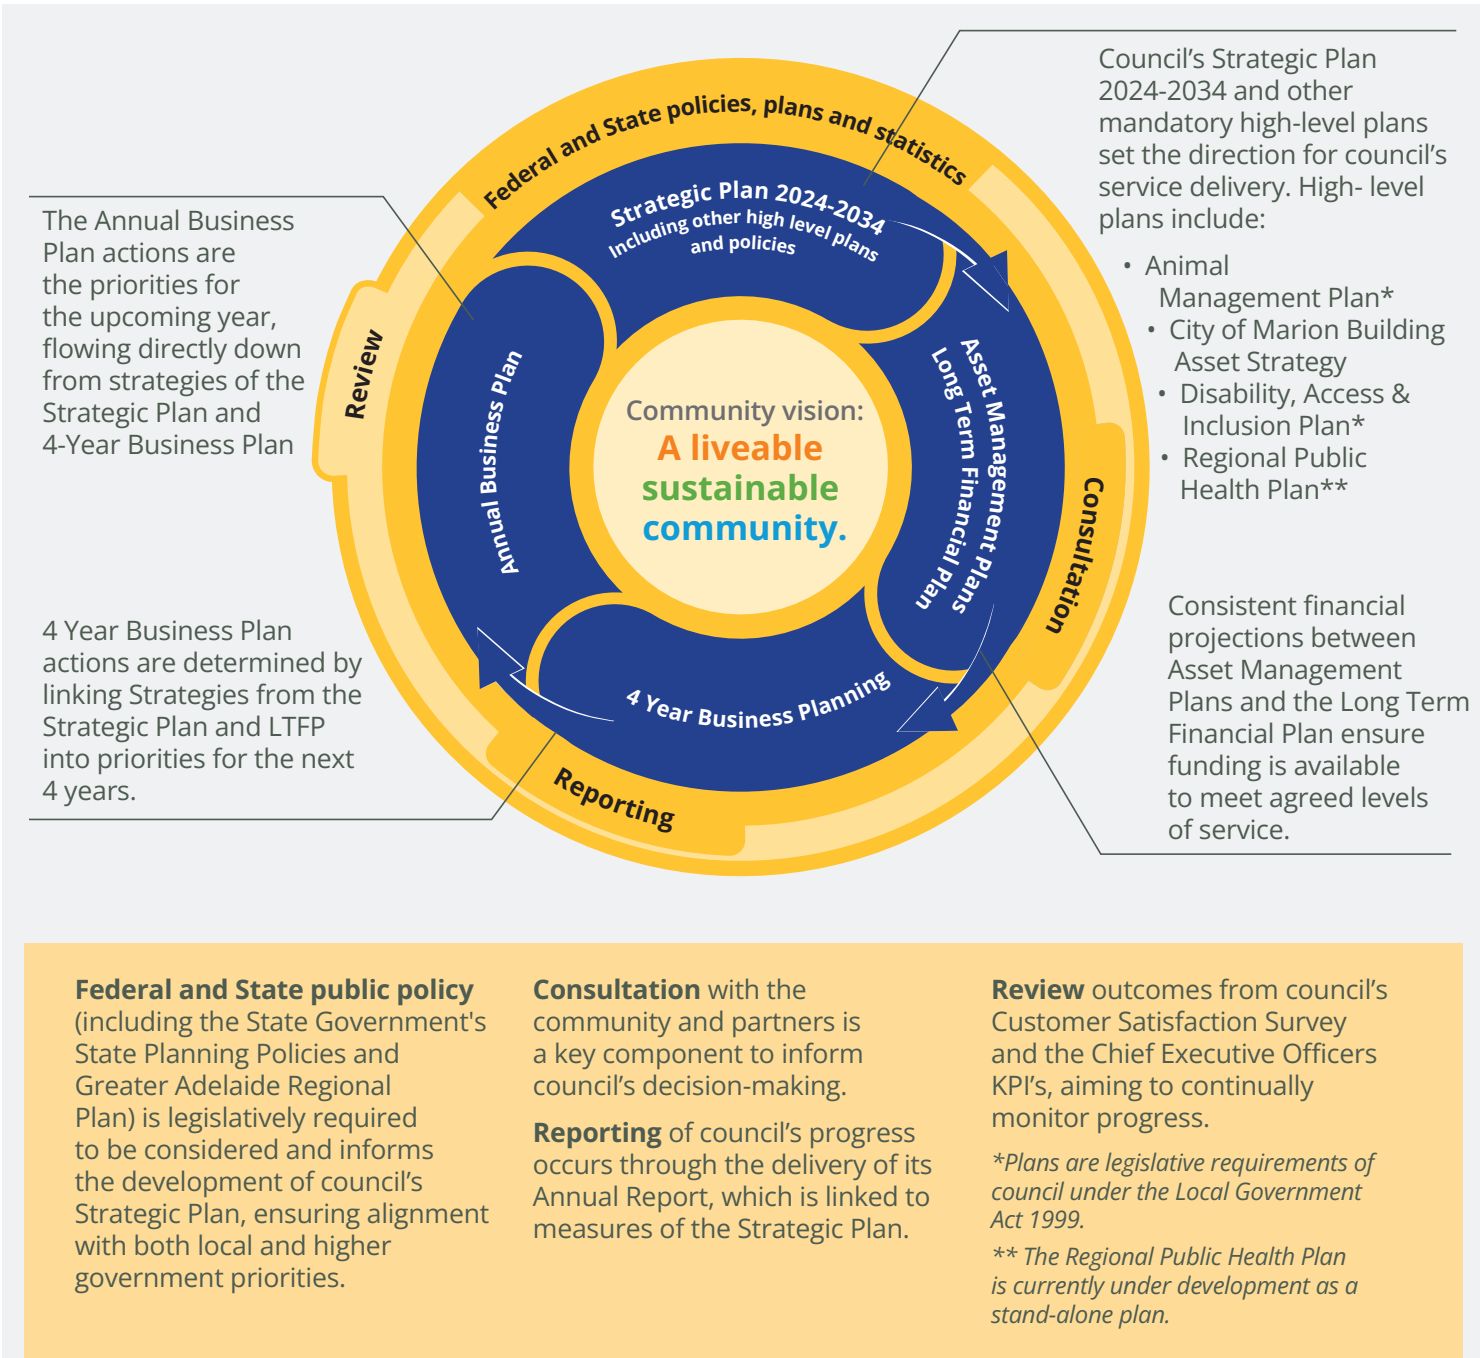 Federal and State policies, plans and statistics
Strategic Plan 2024-2034
Including other high level plans
and policies
Asset Management Plans
Long Term Financial Plan
4 Year Business Planning
Annual Business Plan
Review
Consultation
Reporting
Community vision:
A liveable
sustainable
community.
The Annual Business
Plan actions are
the priorities for
the upcoming year,
flowing directly down
from strategies of the
Strategic Plan and
4-Year Business Plan
4 Year Business Plan
actions are determined by
linking Strategies from the
Strategic Plan and LTFP
into priorities for the next
4 years.
Council’s Strategic Plan
2024-2034 and other
mandatory high-level plans
set the direction for council’s
service delivery. High- level
plans include:
• Animal
Management Plan*
• City of Marion Building
Asset Strategy
• Disability, Access &
Inclusion Plan*
• Regional Public
Health Plan**
Consistent financial
projections between
Asset Management
Plans and the Long Term
Financial Plan ensure
funding is available
to meet agreed levels
of service.
Federal and State public policy
(including the State Government's
State Planning Policies and
Greater Adelaide Regional
Plan) is legislatively required
to be considered and informs
the development of council’s
Strategic Plan, ensuring alignment
with both local and higher
government priorities.
Consultation with the
community and partners is
a key component to inform
council’s decision-making.
Reporting of council’s progress
occurs through the delivery of its
Annual Report, which is linked to
measures of the Strategic Plan.
Review outcomes from council’s
Customer Satisfaction Survey
and the Chief Executive Officers
KPI’s, aiming to continually
monitor progress.
*Plans are legislative requirements of
council under the Local Government
Act 1999.
** The Regional Public Health Plan
is currently under development as a
stand-alone plan.